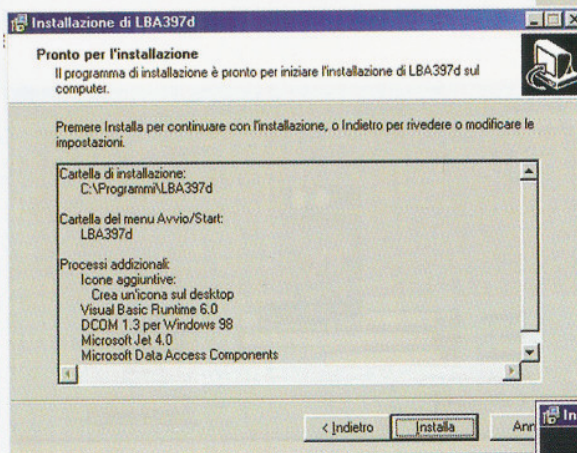 Installazione di LBA397d
Pronto per l'installazione
Il programma di installazione è pronto per iniziare l'installazione di LBA397d sul
computer.
Premere Installa per continuare con l'installazione, o Indietro per rivedere o modificare le
impostazioni.
Cartella di installazione:
C:\Programmi\LBA397d
Cartella del menu Avvio/Start:
LBA397d
Processi addizionali:
Icone aggiuntive:
Crea un'icona sul desktop
Visual Basic Runtime 6.0
DCOM 1.3 per Windows 98
Microsoft Jet 4.0
Microsoft Data Access Components
< Indietro
Installa
Ann
In